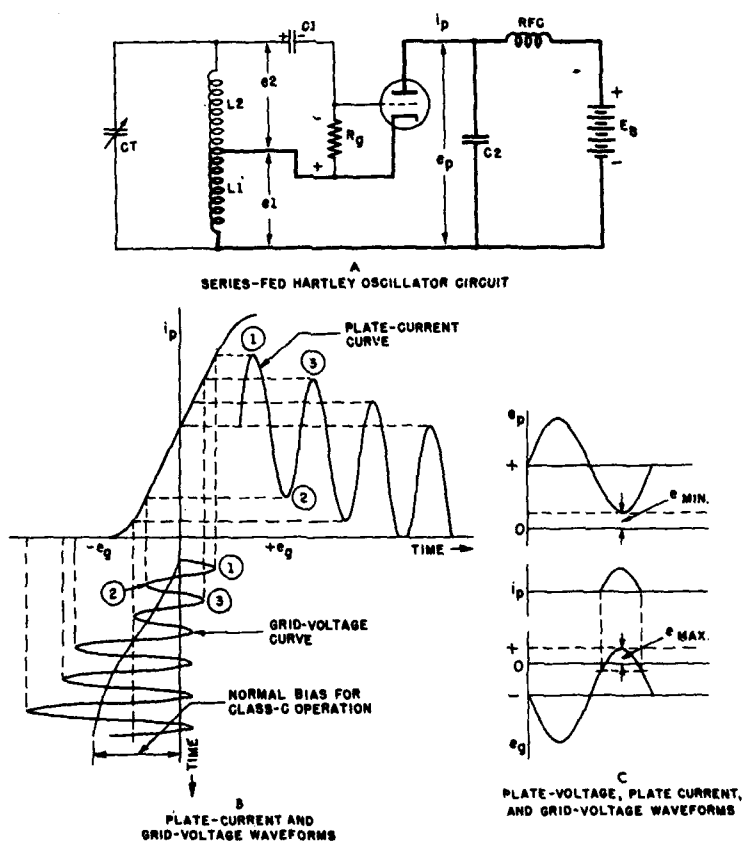 C1
ip
RFC
+ -
e2
L2
CT
- Rg
+
ep
C2
+
EB
-
L1
e1
A
SERIES-FED HARTLEY OSCILLATOR CIRCUIT
ip
1
PLATE-CURRENT
CURVE
3
2
-eg
+eg
TIME
1
2
3
GRID-VOLTAGE
CURVE
NORMAL BIAS FOR
CLASS-C OPERATION
TIME
B
PLATE-CURRENT AND
GRID-VOLTAGE WAVEFORMS
ep
+
e MIN.
0
ip
+
e MAX.
0
-
eg
C
PLATE-VOLTAGE, PLATE CURRENT,
AND GRID-VOLTAGE WAVEFORMS